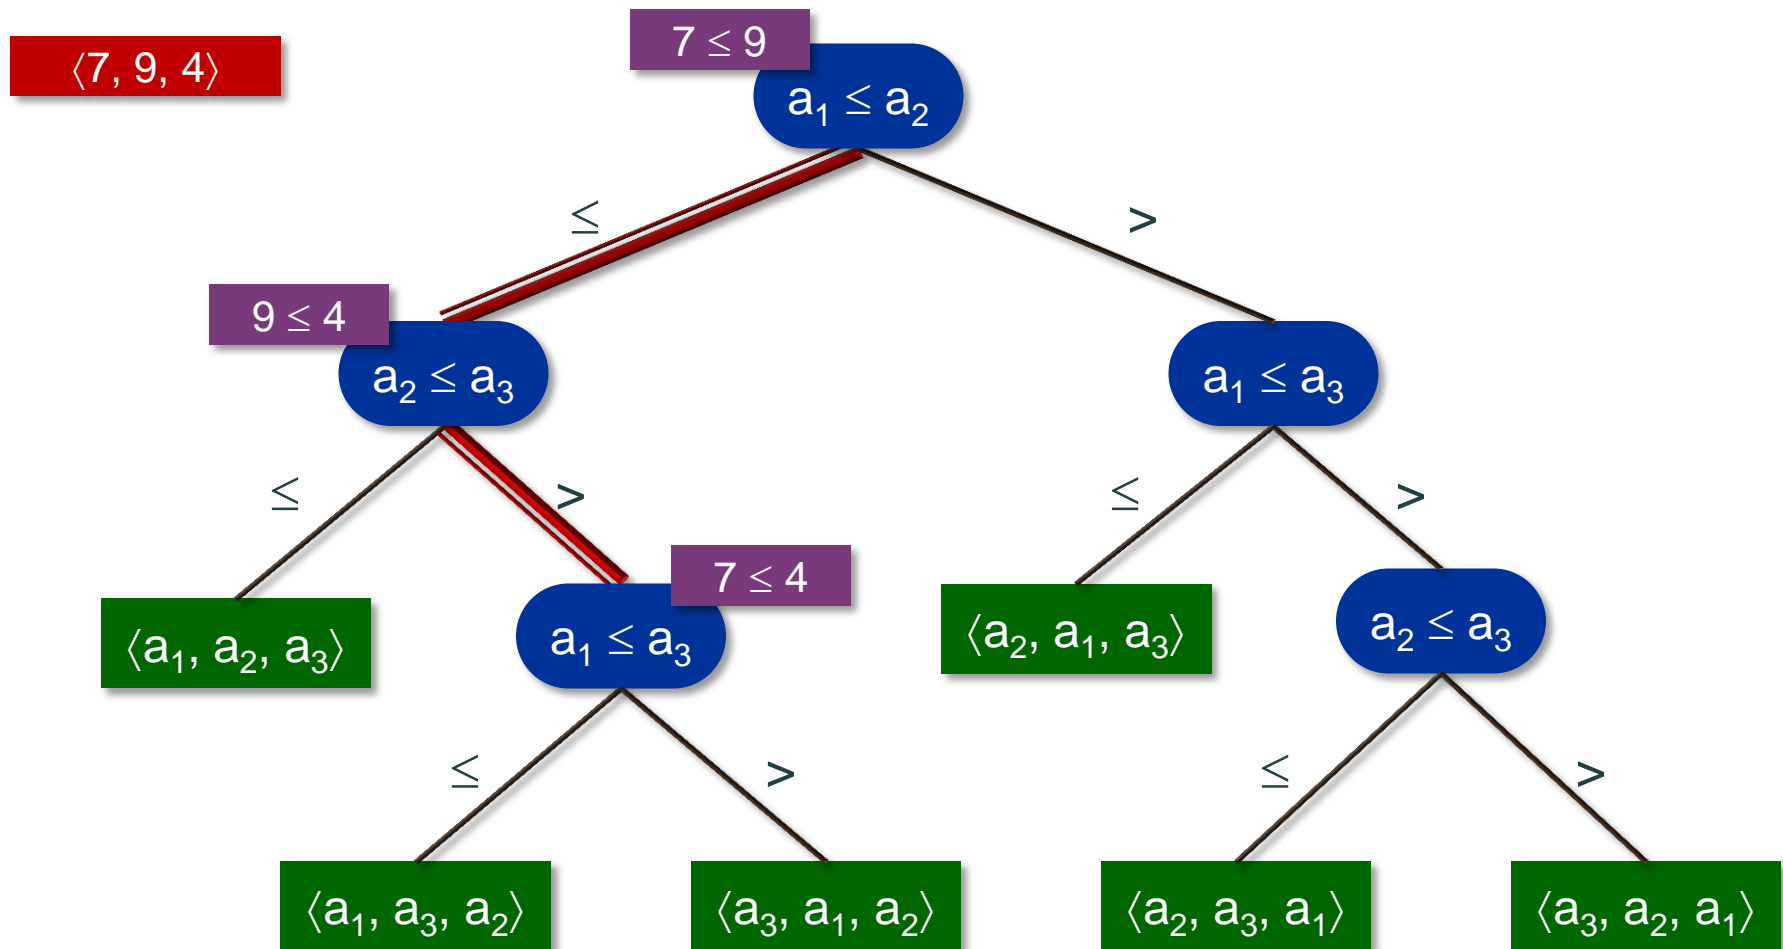 7 ≤ 9
⟨7, 9, 4⟩
a₁ ≤ a₂
≤
>
9 ≤ 4
a₂ ≤ a₃
a₁ ≤ a₃
≤
>
≤
>
7 ≤ 4
⟨a₁, a₂, a₃⟩
a₁ ≤ a₃
⟨a₂, a₁, a₃⟩
a₂ ≤ a₃
≤
>
≤
>
⟨a₁, a₃, a₂⟩
⟨a₃, a₁, a₂⟩
⟨a₂, a₃, a₁⟩
⟨a₃, a₂, a₁⟩